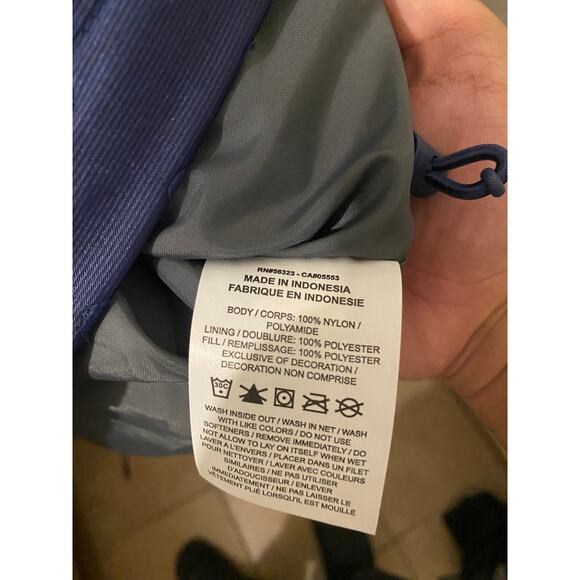 RN#56323 - CA#05553
MADE IN INDONESIA
FABRIQUE EN INDONESIE
BODY / CORPS: 100% NYLON /
POLYAMIDE
LINING / DOUBLURE: 100% POLYESTER
FILL / REMPLISSAGE: 100% POLYESTER
EXCLUSIVE OF DECORATION /
DECORATION NON COMPRISE
30C
WASH INSIDE OUT / WASH IN NET / WASH
WITH LIKE COLORS / DO NOT USE
SOFTENERS / REMOVE IMMEDIATELY / DO
NOT ALLOW TO LAY ON ITSELF WHEN WET
LAVER A L'ENVERS / PLACER DANS UN FILET
POUR NETTOYER / LAVER AVEC COULEURS
SIMILAIRES / NE PAS UTILISER
D'ADOUCISSEUR / ENLEVER
IMMÉDIATEMENT / NE PAS LAISSER LE
VÊTEMENT PLIÉ LORSQU'IL EST MOUILLÉ